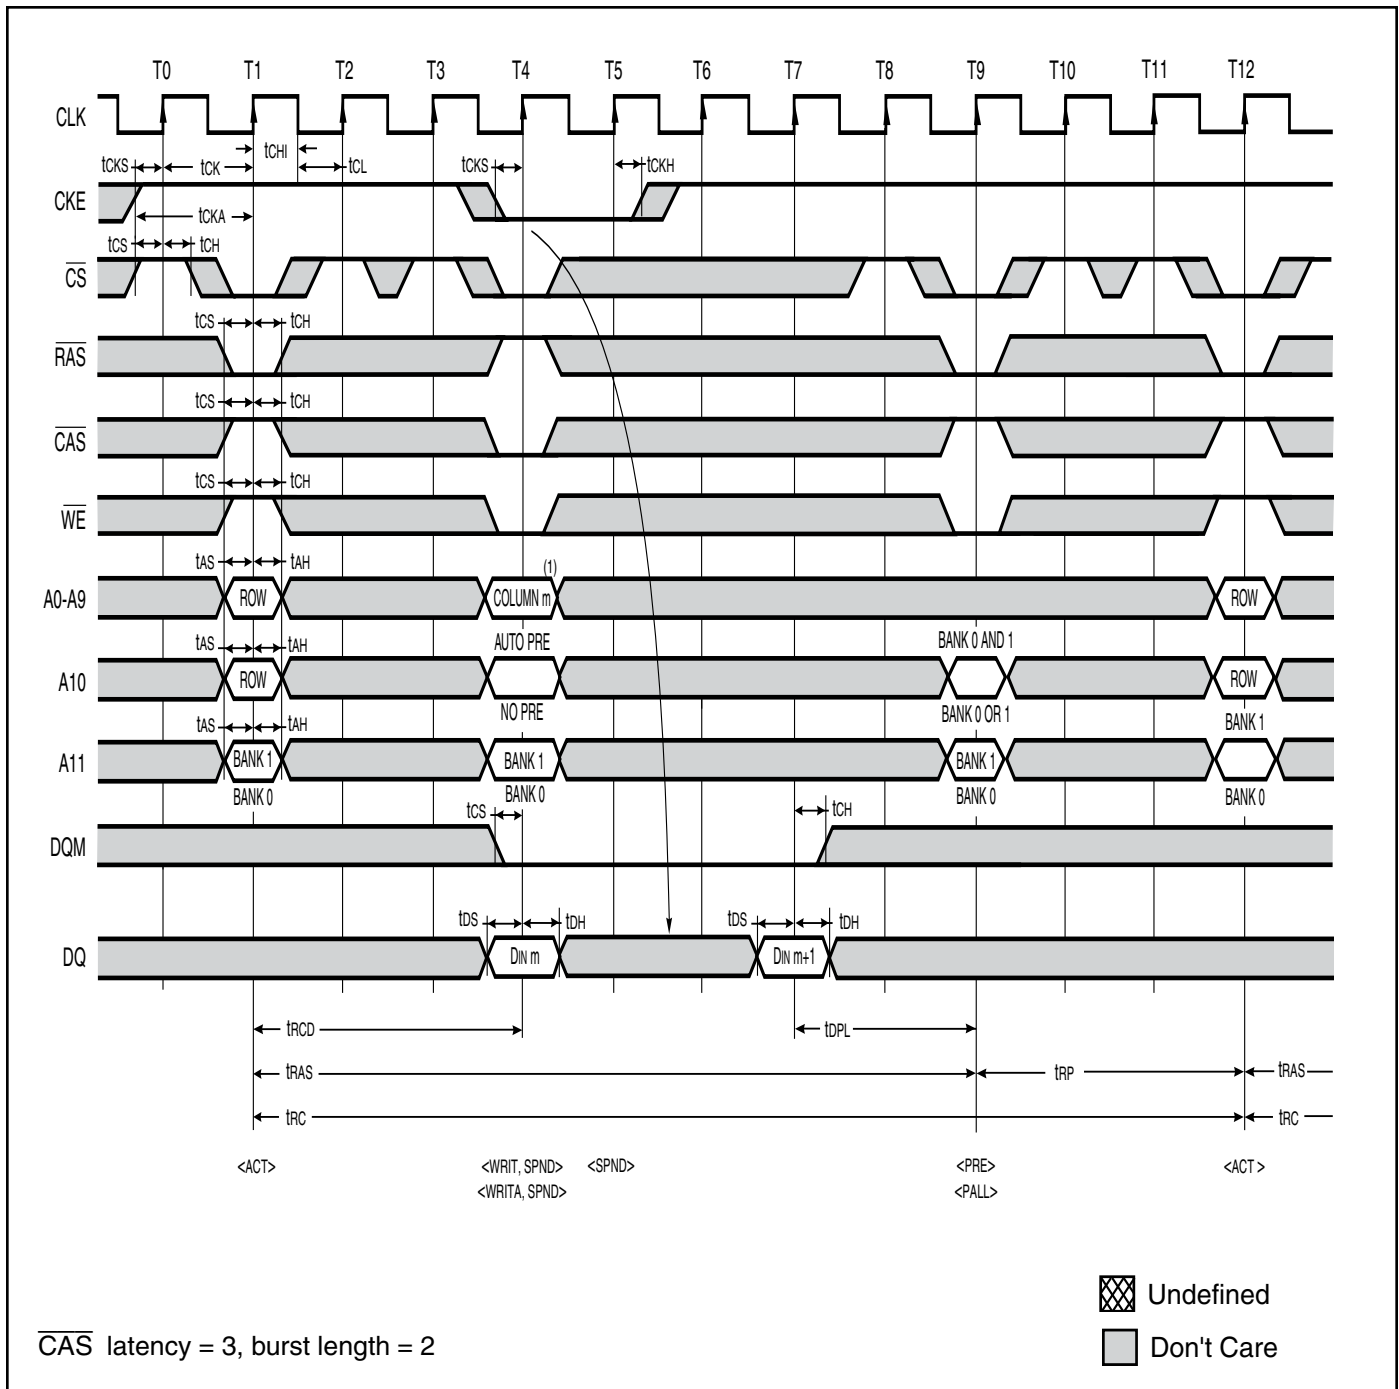 T0 T1 T2 T3 T4 T5 T6 T7 T8 T9 T10 T11 T12
CLK
tCHI
tCKS tCK tCL tCKS tCKH
CKE
tCKA
tCS tCH
CS
tCS tCH
RAS
tCS tCH
CAS
tCS tCH
WE
tAS tAH (1)
A0-A9 ROW COLUMN m ROW
tAS tAH AUTO PRE BANK 0 AND 1
A10 ROW ROW
NO PRE BANK 0 OR 1 BANK 1
tAS tAH
A11 BANK 1 BANK 1 BANK 1
BANK 0 BANK 0 BANK 0 BANK 0
tCS tCH
DQM
tDS tDH tDS tDH
DQ DIN m DIN m+1
tRCD tDPL
tRAS tRP tRAS
tRC tRC
<ACT> <WRIT, SPND> <SPND> <PRE> <ACT >
<WRITA, SPND> <PALL>
Undefined
CAS latency = 3, burst length = 2
Don't Care